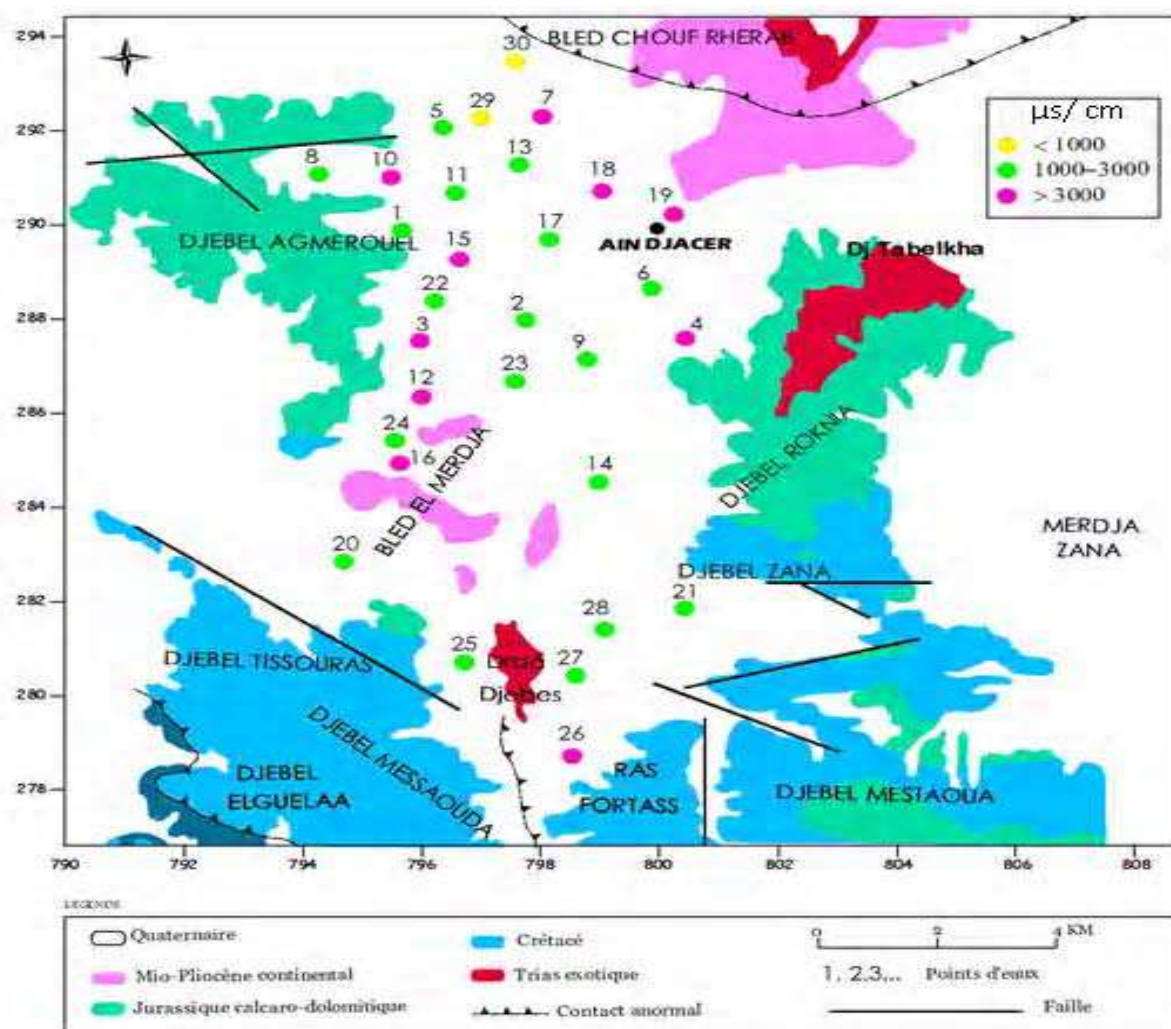 294
BLED CHOUF RHERAB
30
µs/ cm
< 1000
1000–3000
> 3000
292
5
29
7
13
8
10
11
18
19
290
1
DJEBEL AGMEROUEL
15
17
AIN DJACER
Dj Tabelkha
22
6
288
3
2
4
9
23
12
286
24
16
BLED EL MERDJA
14
DJEBEL ROKNIA
284
MERDJA
ZANA
20
DJEBEL ZANA
282
21
28
25
27
DJEBEL TISSOURAS
Draa
Djebes
280
DJEBEL MESSAOUDA
26
DJEBEL
ELGUELAA
RAS
FORTASS
DJEBEL MESTAOUA
278
790 792 794 796 798 800 802 804 806 808
LEGENDE
Quaternaire
Mio-Pliocène continental
Jurassique calcaro-dolomitique
Crétacé
Trias exotique
Contact anormal
0 2 4 KM
1, 2.3,.. Points d'eaux
Faille